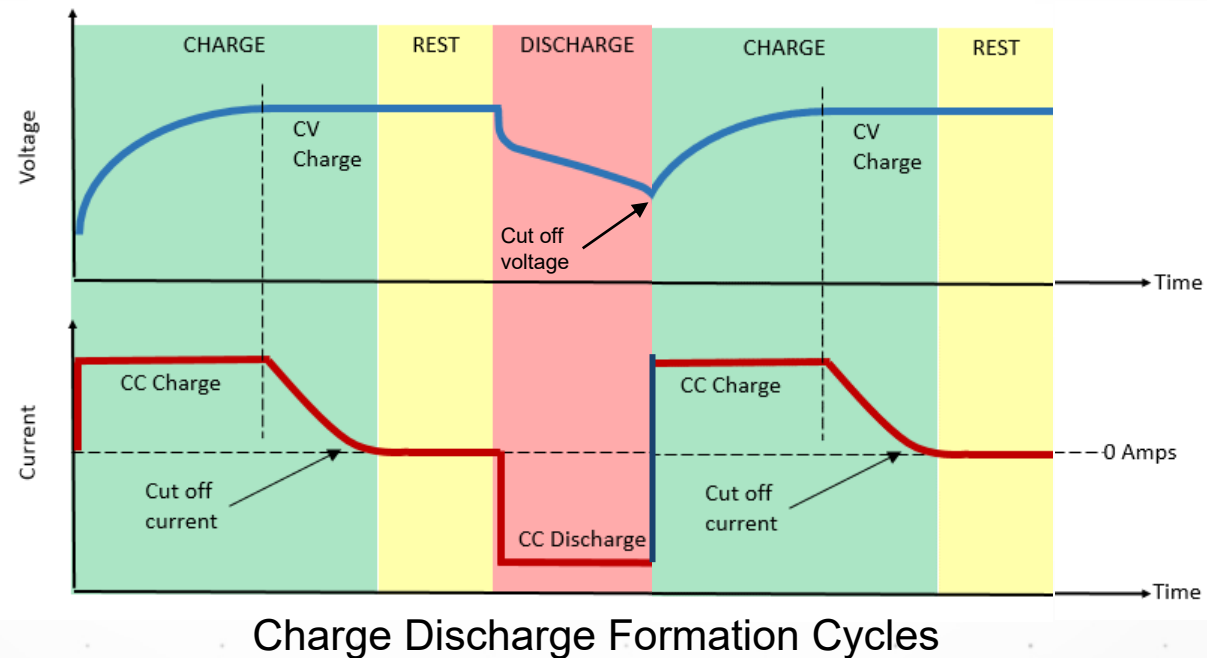 CHARGE
REST
DISCHARGE
CHARGE
REST
Voltage
CV
Charge
CV
Charge
Cut off
voltage
Time
Current
CC Charge
CC Charge
0 Amps
Cut off
current
Cut off
current
CC Discharge
Time
Charge Discharge Formation Cycles